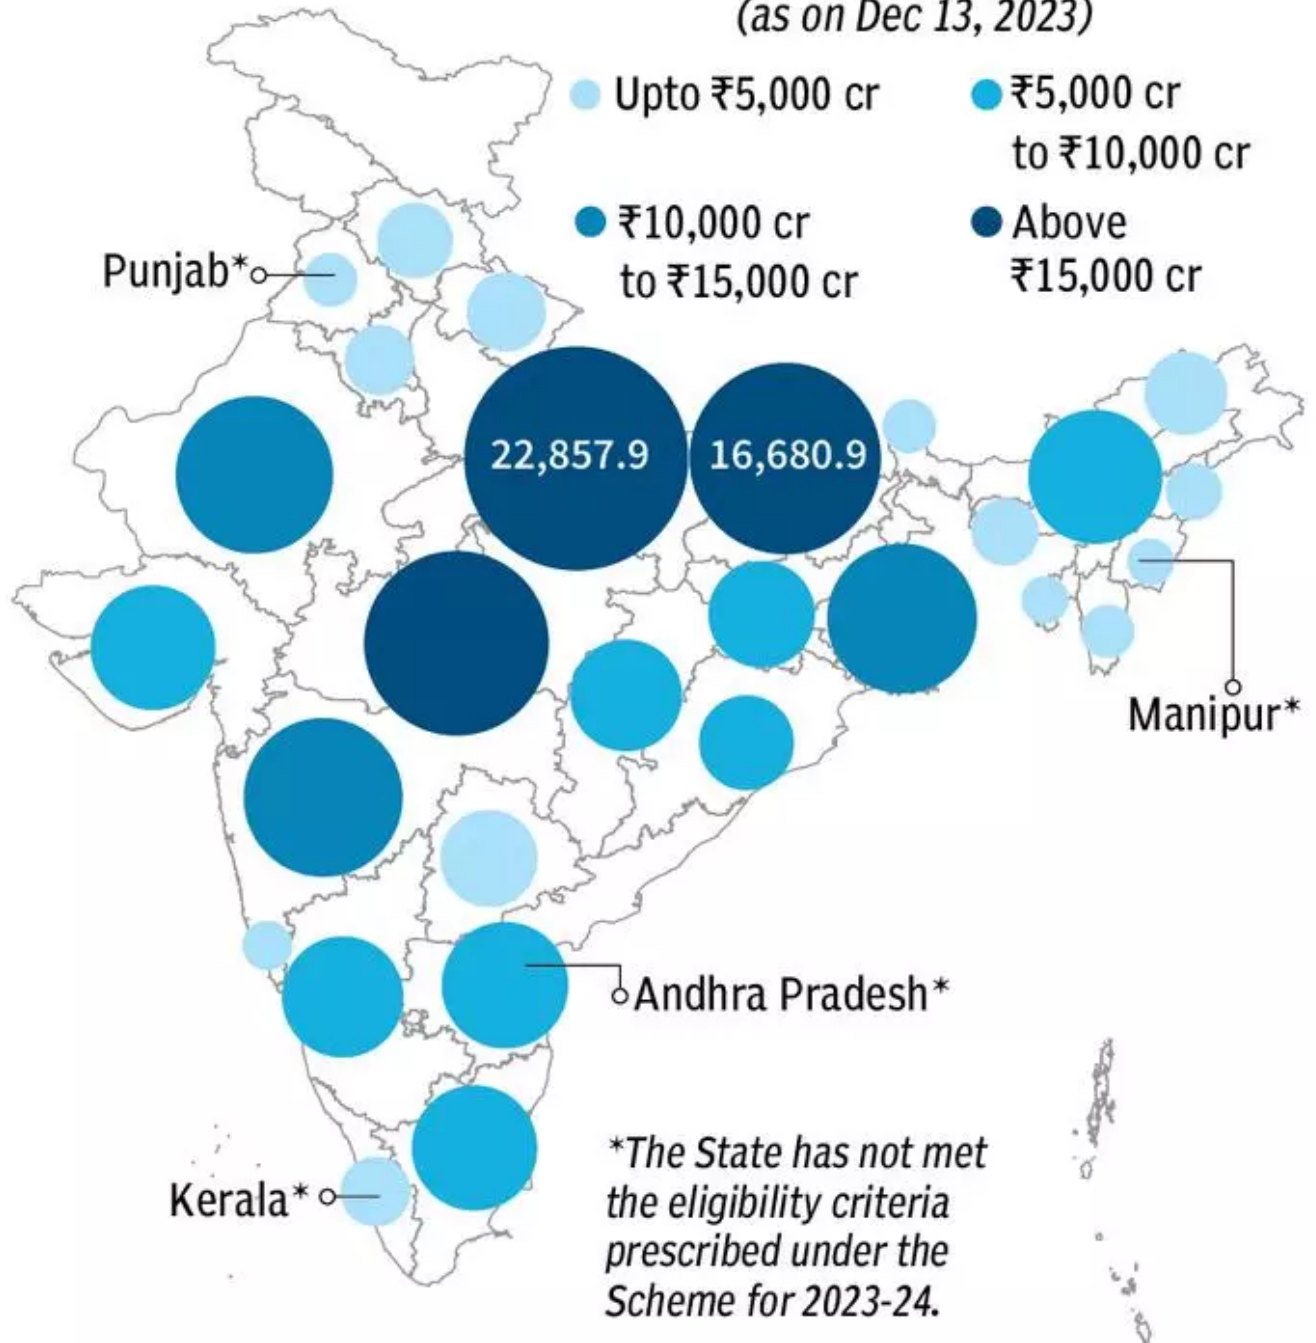 (as on Dec 13, 2023)
Upto ₹5,000 cr
₹5,000 cr
to ₹10,000 cr
₹10,000 cr
to ₹15,000 cr
Above
₹15,000 cr
Punjab*
22,857.9
16,680.9
Manipur*
Andhra Pradesh*
Kerala*
*The State has not met
the eligibility criteria
prescribed under the
Scheme for 2023-24.